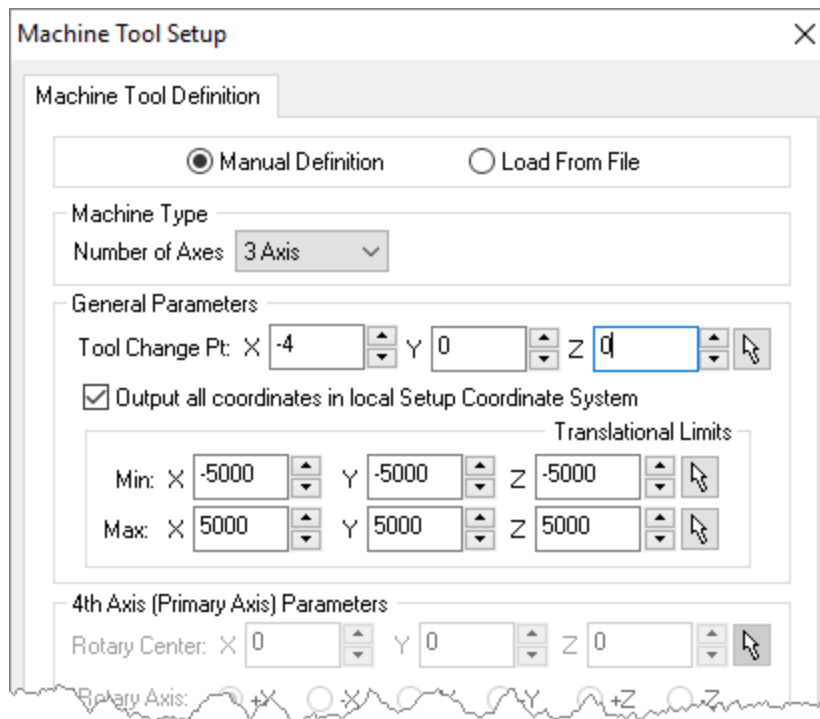 Machine Tool Setup
Machine Tool Definition
Manual Definition Load From File
Machine Type
Number of Axes 3 Axis
General Parameters
Tool Change Pt: X -4 Y 0 Z 0
Output all coordinates in local Setup Coordinate System
Translational Limits
Min: X -5000 Y -5000 Z -5000
Max: X 5000 Y 5000 Z 5000
4th Axis (Primary Axis) Parameters
Rotary Center: X 0 Y 0 Z 0
Rotary Axis: +X -X -Y +Z -Z